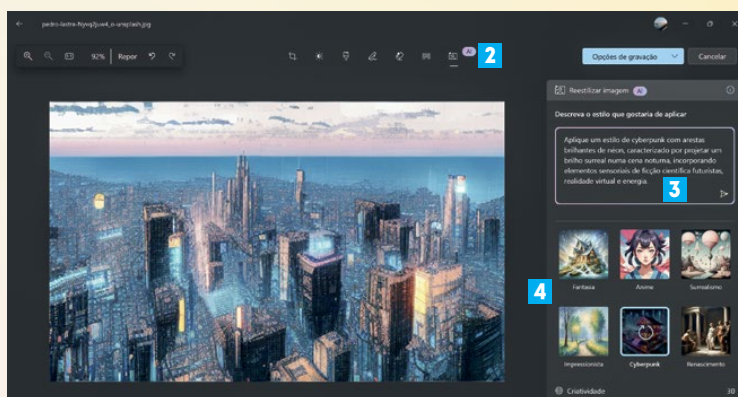 pedro-lastra-Nyvq2juw4_o-unsplash.jpg
92%
Repor
AI
2
Opções de gravação
Cancelar
Reestilizar imagem AI
Descreva o estilo que gostaria de aplicar
Aplique um estilo de cyberpunk com arestas
brilhantes de néon, caracterizado por projetar um
brilho surreal numa cena noturna, incorporando
elementos sensoriais de ficção científica futuristas,
realidade virtual e energia.
3
4
Fantasia
Anime
Surrealismo
Impressionista
Cyberpunk
Renascimento
Criatividade
30